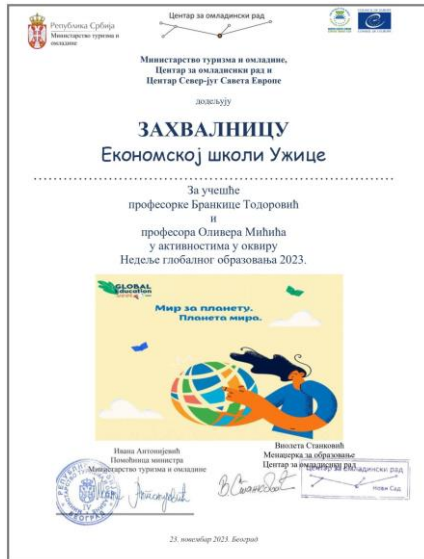 Република Србија
Министарство туризма и
омладине
Центар за омладински рад
Министарство туризма и омладине,
Центар за омладински рад и
Центар Север-југ Савета Европе
додељују
ЗАХВАЛНИЦУ
Економској школи Ужице
За учешће
професорке Бранкице Тодоровић
и
професора Оливера Мићића
у активностима у оквиру
Недеље глобалног образовања 2023.
GLOBAL
education
Мир за планету.
Планета мира.
Ивана Антонијевић
Помоћница министра
Министарство туризма и омладине
Виолета Станковић
Менаџерка за образовање
Центар за омладински рад
Центар за омладински рад
Нови Сад
23. новембар 2023. Београд